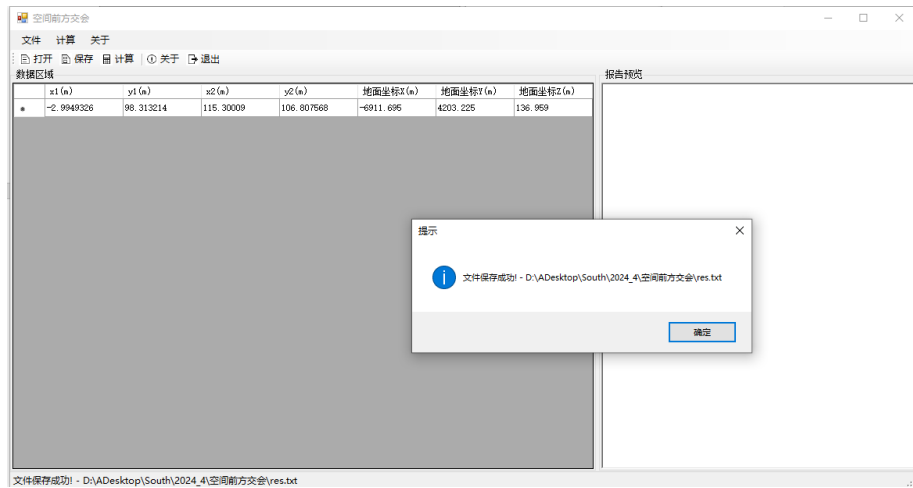 空间前方交会
文件 计算 关于
打开 保存 计算 关于 退出
数据区域
报告预览
x1(m) y1(m) x2(m) y2(m) 地面坐标X(m) 地面坐标Y(m) 地面坐标Z(m)
-2.9949326 98.313214 115.30009 106.807568 -6911.695 4203.225 136.959
提示
文件保存成功! - D:\ADesktop\South\2024_4\空间前方交会\res.txt
确定
文件保存成功! - D:\ADesktop\South\2024_4\空间前方交会\res.txt